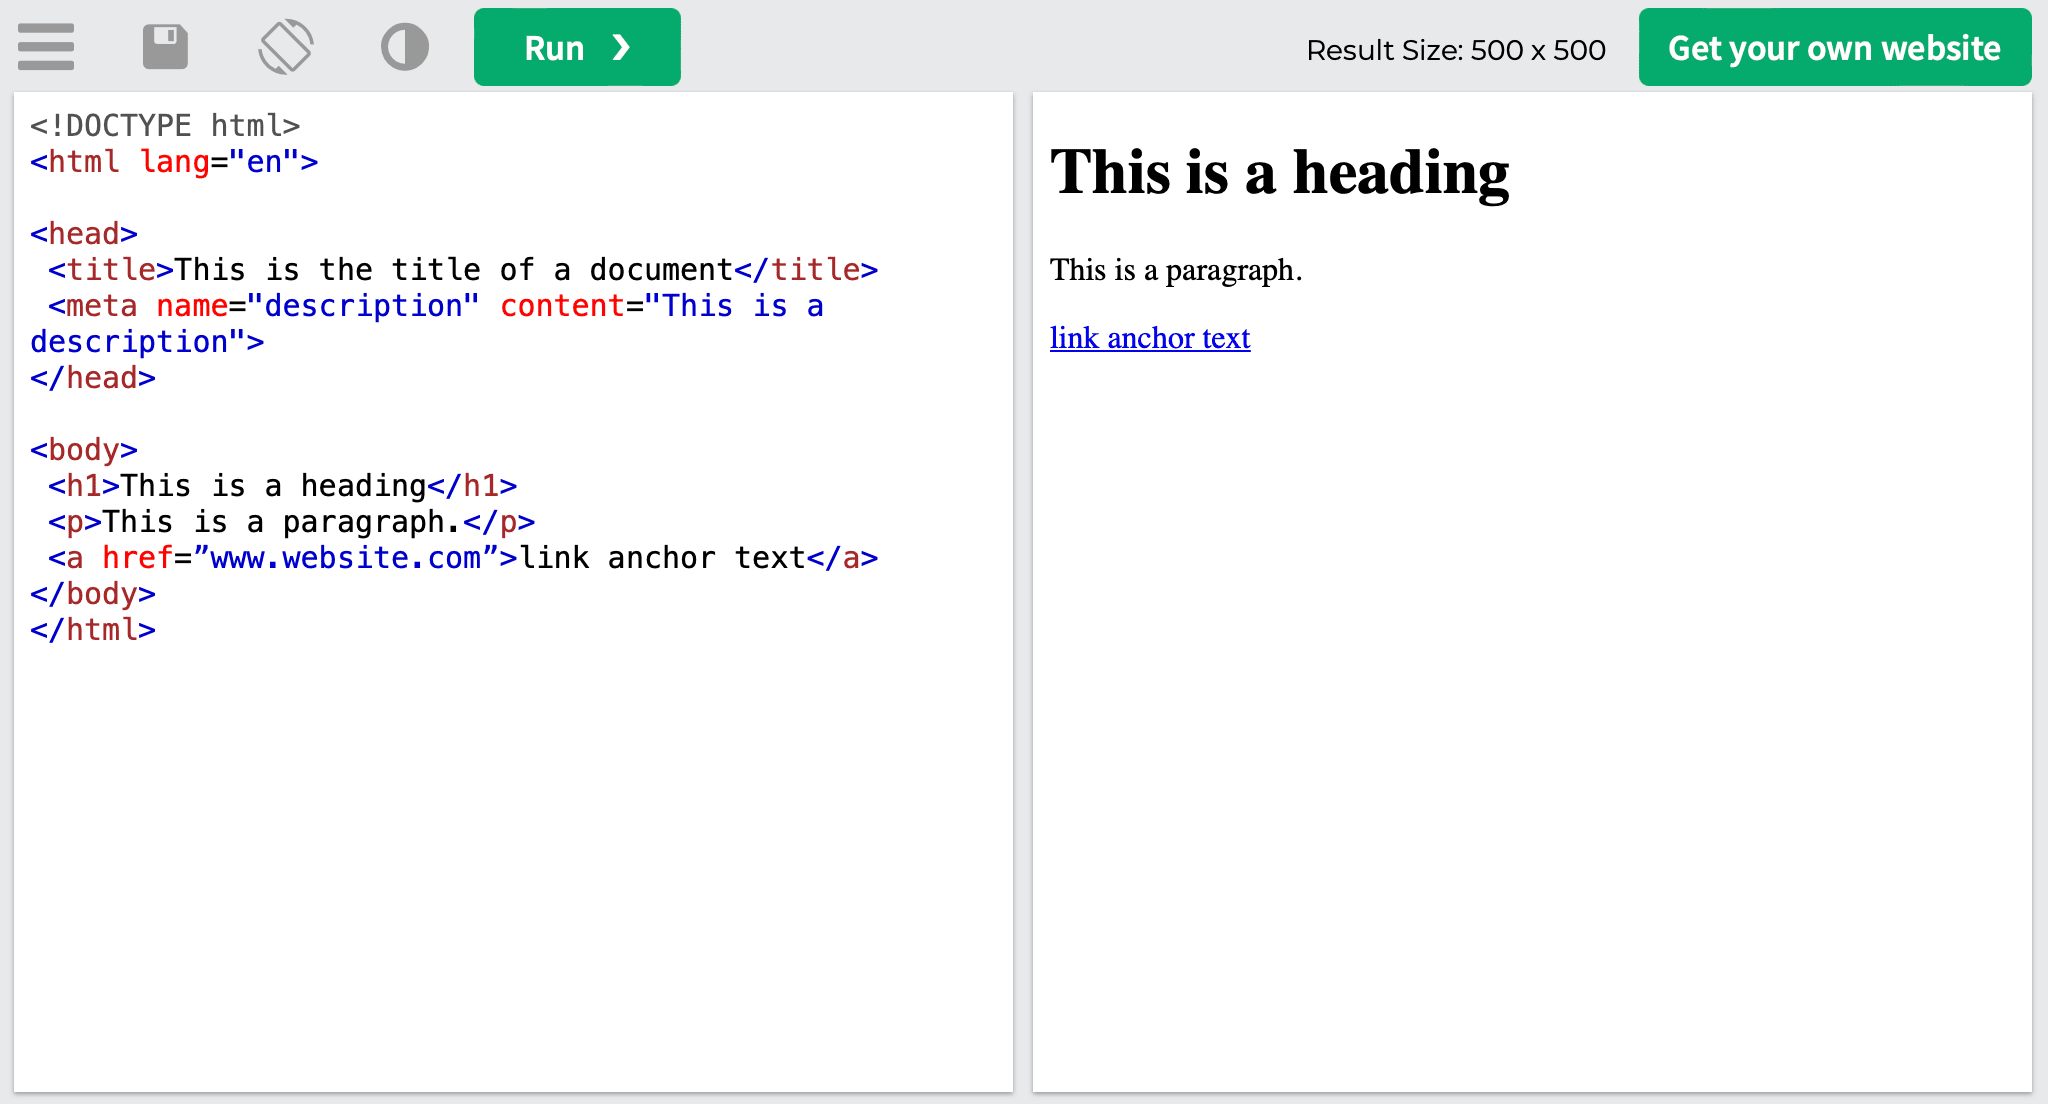 Run ❯
Result Size: 500 x 500
Get your own website
<!DOCTYPE html>
<html lang="en">
<head>
<title>This is the title of a document</title>
<meta name="description" content="This is a
description">
</head>
<body>
<h1>This is a heading</h1>
<p>This is a paragraph.</p>
<a href=”www.website.com”>link anchor text</a>
</body>
</html>
This is a heading
This is a paragraph.
link anchor text